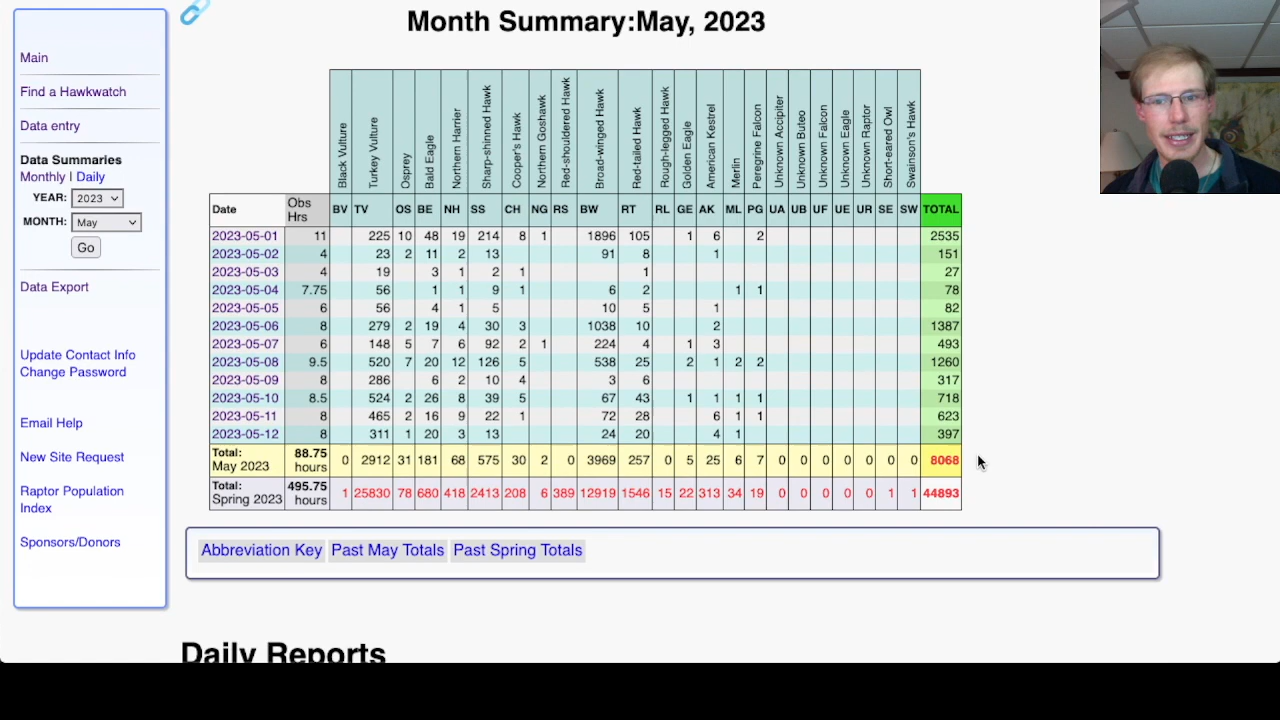 Month Summary:May, 2023
Main
Find a Hawkwatch
Data entry
Data Summaries
Monthly | Daily
YEAR: 2023
MONTH: May
Go
Data Export
Update Contact Info
Change Password
Email Help
New Site Request
Raptor Population
Index
Sponsors/Donors
Black Vulture
Turkey Vulture
Osprey
Bald Eagle
Northern Harrier
Sharp-shinned Hawk
Cooper's Hawk
Northern Goshawk
Red-shouldered Hawk
Broad-winged Hawk
Red-tailed Hawk
Rough-legged Hawk
Golden Eagle
American Kestrel
Merlin
Peregrine Falcon
Unknown Accipiter
Unknown Buteo
Unknown Falcon
Unknown Eagle
Unknown Raptor
Short-eared Owl
Swainson's Hawk
Date Obs Hrs BV TV OS BE NH SS CH NG RS BW RT RL GE AK ML PG UA UB UF UE UR SE SW TOTAL
2023-05-01 11 225 10 48 19 214 8 1 1896 105 1 6 2 2535
2023-05-02 4 23 2 11 2 13 91 8 1 151
2023-05-03 4 19 3 1 2 1 1 27
2023-05-04 7.75 56 1 1 9 1 6 2 1 1 78
2023-05-05 6 56 4 1 5 10 5 1 82
2023-05-06 8 279 2 19 4 30 3 1038 10 2 1387
2023-05-07 6 148 5 7 6 92 2 1 224 4 1 3 493
2023-05-08 9.5 520 7 20 12 126 5 538 25 2 1 2 2 1260
2023-05-09 8 286 6 2 10 4 3 6 317
2023-05-10 8.5 524 2 26 8 39 5 67 43 1 1 1 1 718
2023-05-11 8 465 2 16 9 22 1 72 28 6 1 1 623
2023-05-12 8 311 1 20 3 13 24 20 4 1 397
Total: May 2023 88.75 hours 0 2912 31 181 68 575 30 2 0 3969 257 0 5 25 6 7 0 0 0 0 0 0 0 8068
Total: Spring 2023 495.75 hours 1 25830 78 680 418 2413 208 6 389 12919 1546 15 22 313 34 19 0 0 0 0 0 1 1 44893
Abbreviation Key Past May Totals Past Spring Totals
Daily Reports